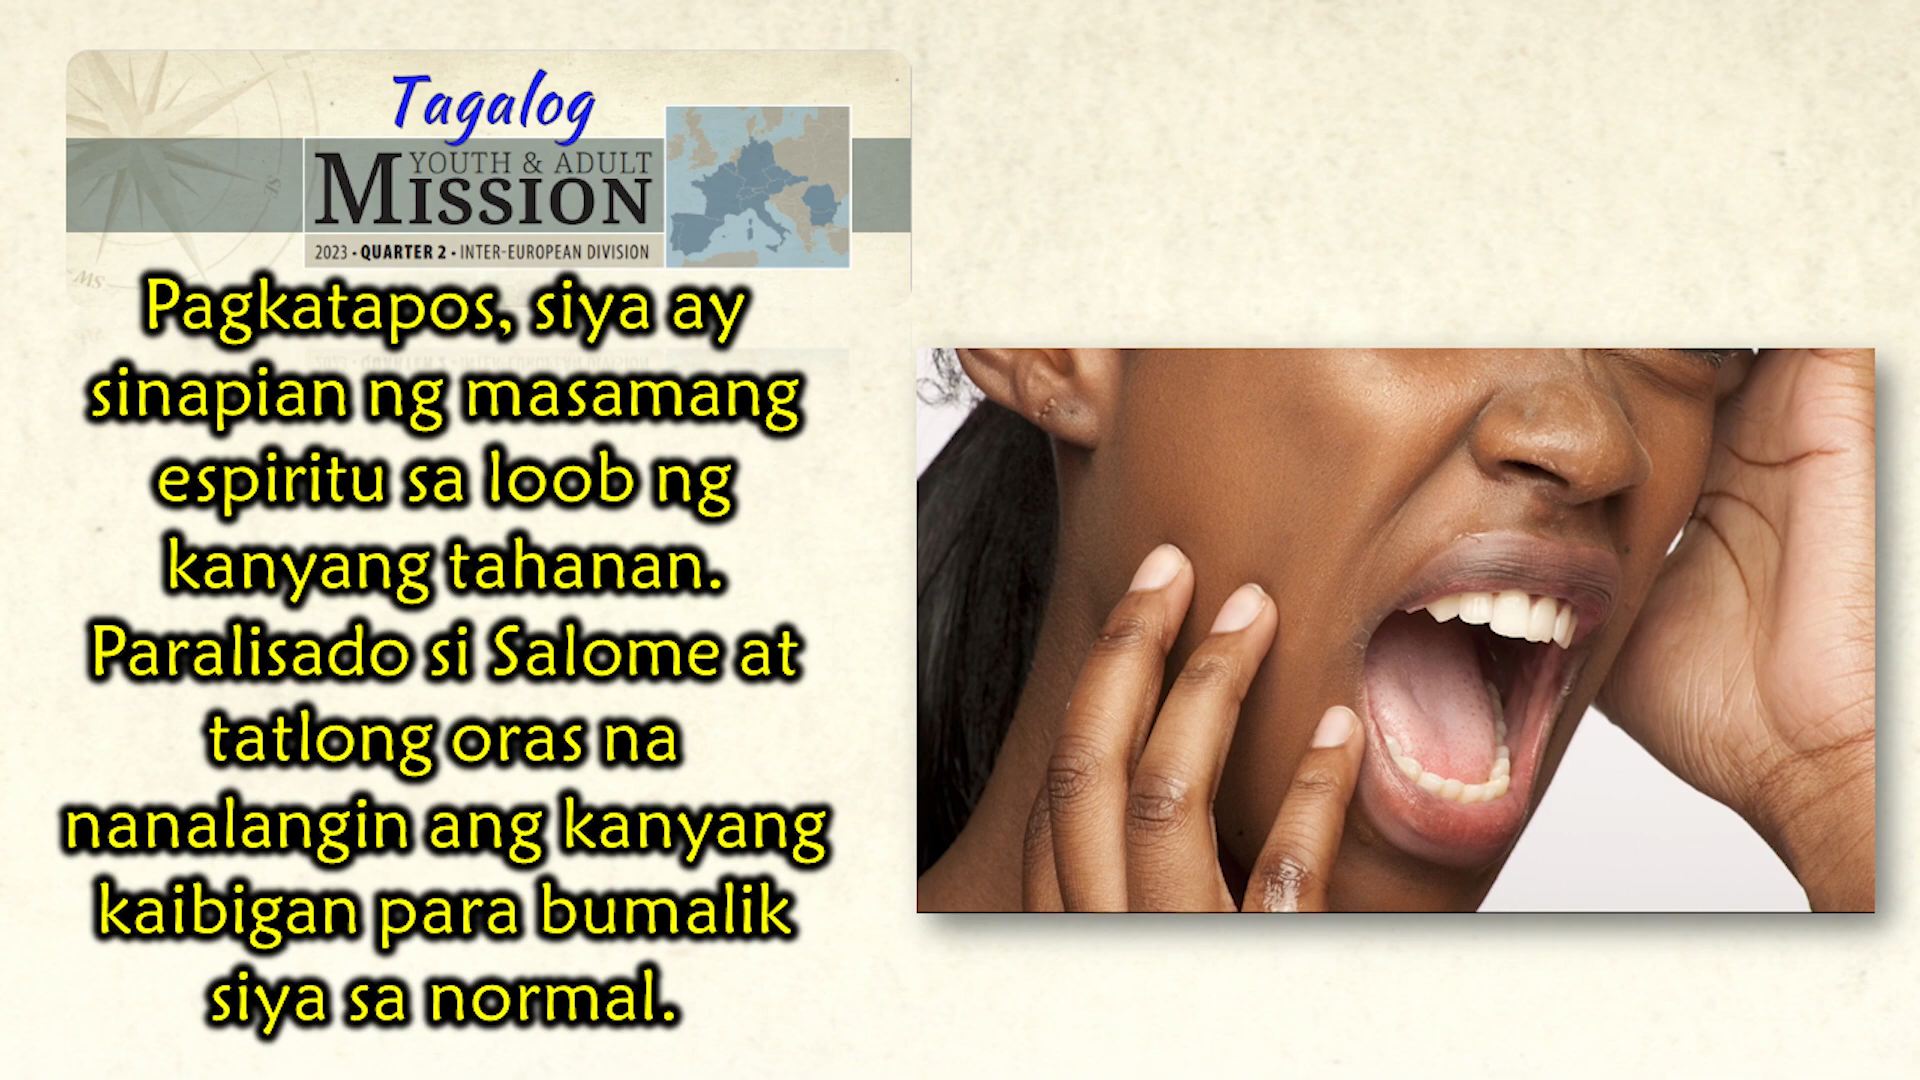 Tagalog
YOUTH & ADULT
MISSION
2023 • QUARTER 2 • INTER-EUROPEAN DIVISION
Pagkatapos, siya ay
sinapian ng masamang
espiritu sa loob ng
kanyang tahanan.
Paralisado si Salome at
tatlong oras na
nanalangin ang kanyang
kaibigan para bumalik
siya sa normal.